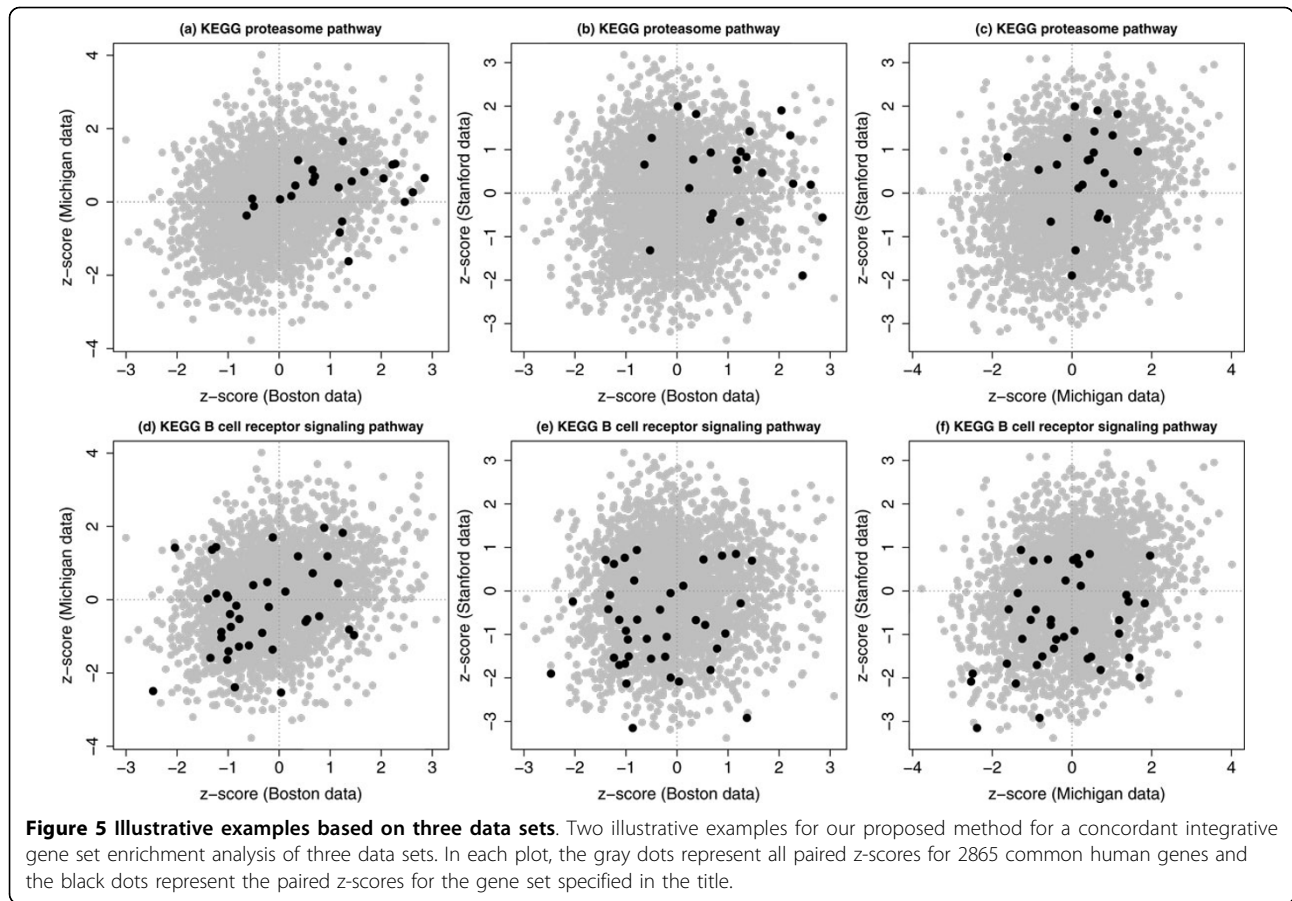 (a) KEGG proteasome pathway
(b) KEGG proteasome pathway
(c) KEGG proteasome pathway
z-score (Michigan data)
4
2
0
−2
−4
−3 −2 −1 0 1 2 3
z-score (Boston data)
z-score (Stanford data)
3
2
1
0
−1
−2
−3
−3 −2 −1 0 1 2 3
z-score (Boston data)
z-score (Stanford data)
3
2
1
0
−1
−2
−3
−4 −2 0 2 4
z-score (Michigan data)
(d) KEGG B cell receptor signaling pathway
(e) KEGG B cell receptor signaling pathway
(f) KEGG B cell receptor signaling pathway
z-score (Michigan data)
4
2
0
−2
−4
−3 −2 −1 0 1 2 3
z-score (Boston data)
z-score (Stanford data)
3
2
1
0
−1
−2
−3
−3 −2 −1 0 1 2 3
z-score (Boston data)
z-score (Stanford data)
3
2
1
0
−1
−2
−3
−4 −2 0 2 4
z-score (Michigan data)
Figure 5 Illustrative examples based on three data sets. Two illustrative examples for our proposed method for a concordant integrative
gene set enrichment analysis of three data sets. In each plot, the gray dots represent all paired z-scores for 2865 common human genes and
the black dots represent the paired z-scores for the gene set specified in the title.